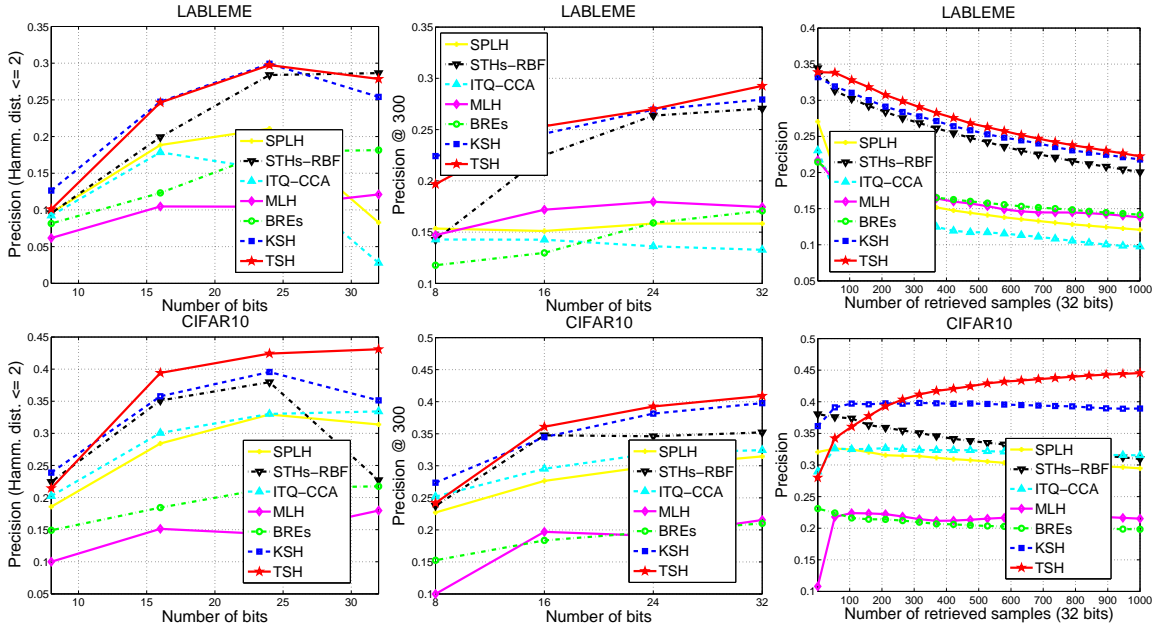 LABLEME
Precision (Hamm. dist. <= 2)
0.35
0.3
0.25
0.2
0.15
0.1
0.05
0
10 15 20 25 30
Number of bits
SPLH
STHs−RBF
ITQ−CCA
MLH
BREs
KSH
TSH
LABLEME
Precision @ 300
0.35
0.3
0.25
0.2
0.15
0.1
8 16 24 32
Number of bits
SPLH
STHs−RBF
ITQ−CCA
MLH
BREs
KSH
TSH
LABLEME
Precision
0.4
0.35
0.3
0.25
0.2
0.15
0.1
0.05
100 200 300 400 500 600 700 800 900 1000
Number of retrieved samples (32 bits)
SPLH
STHs−RBF
ITQ−CCA
MLH
BREs
KSH
TSH
CIFAR10
Precision (Hamm. dist. <= 2)
0.45
0.4
0.35
0.3
0.25
0.2
0.15
0.1
0.05
10 15 20 25 30
Number of bits
SPLH
STHs−RBF
ITQ−CCA
MLH
BREs
KSH
TSH
CIFAR10
Precision @ 300
0.5
0.45
0.4
0.35
0.3
0.25
0.2
0.15
0.1
8 16 24 32
Number of bits
SPLH
STHs−RBF
ITQ−CCA
MLH
BREs
KSH
TSH
CIFAR10
Precision
0.5
0.4
0.3
0.2
0.1
100 200 300 400 500 600 700 800 900 1000
Number of retrieved samples (32 bits)
SPLH
STHs−RBF
ITQ−CCA
MLH
BREs
KSH
TSH